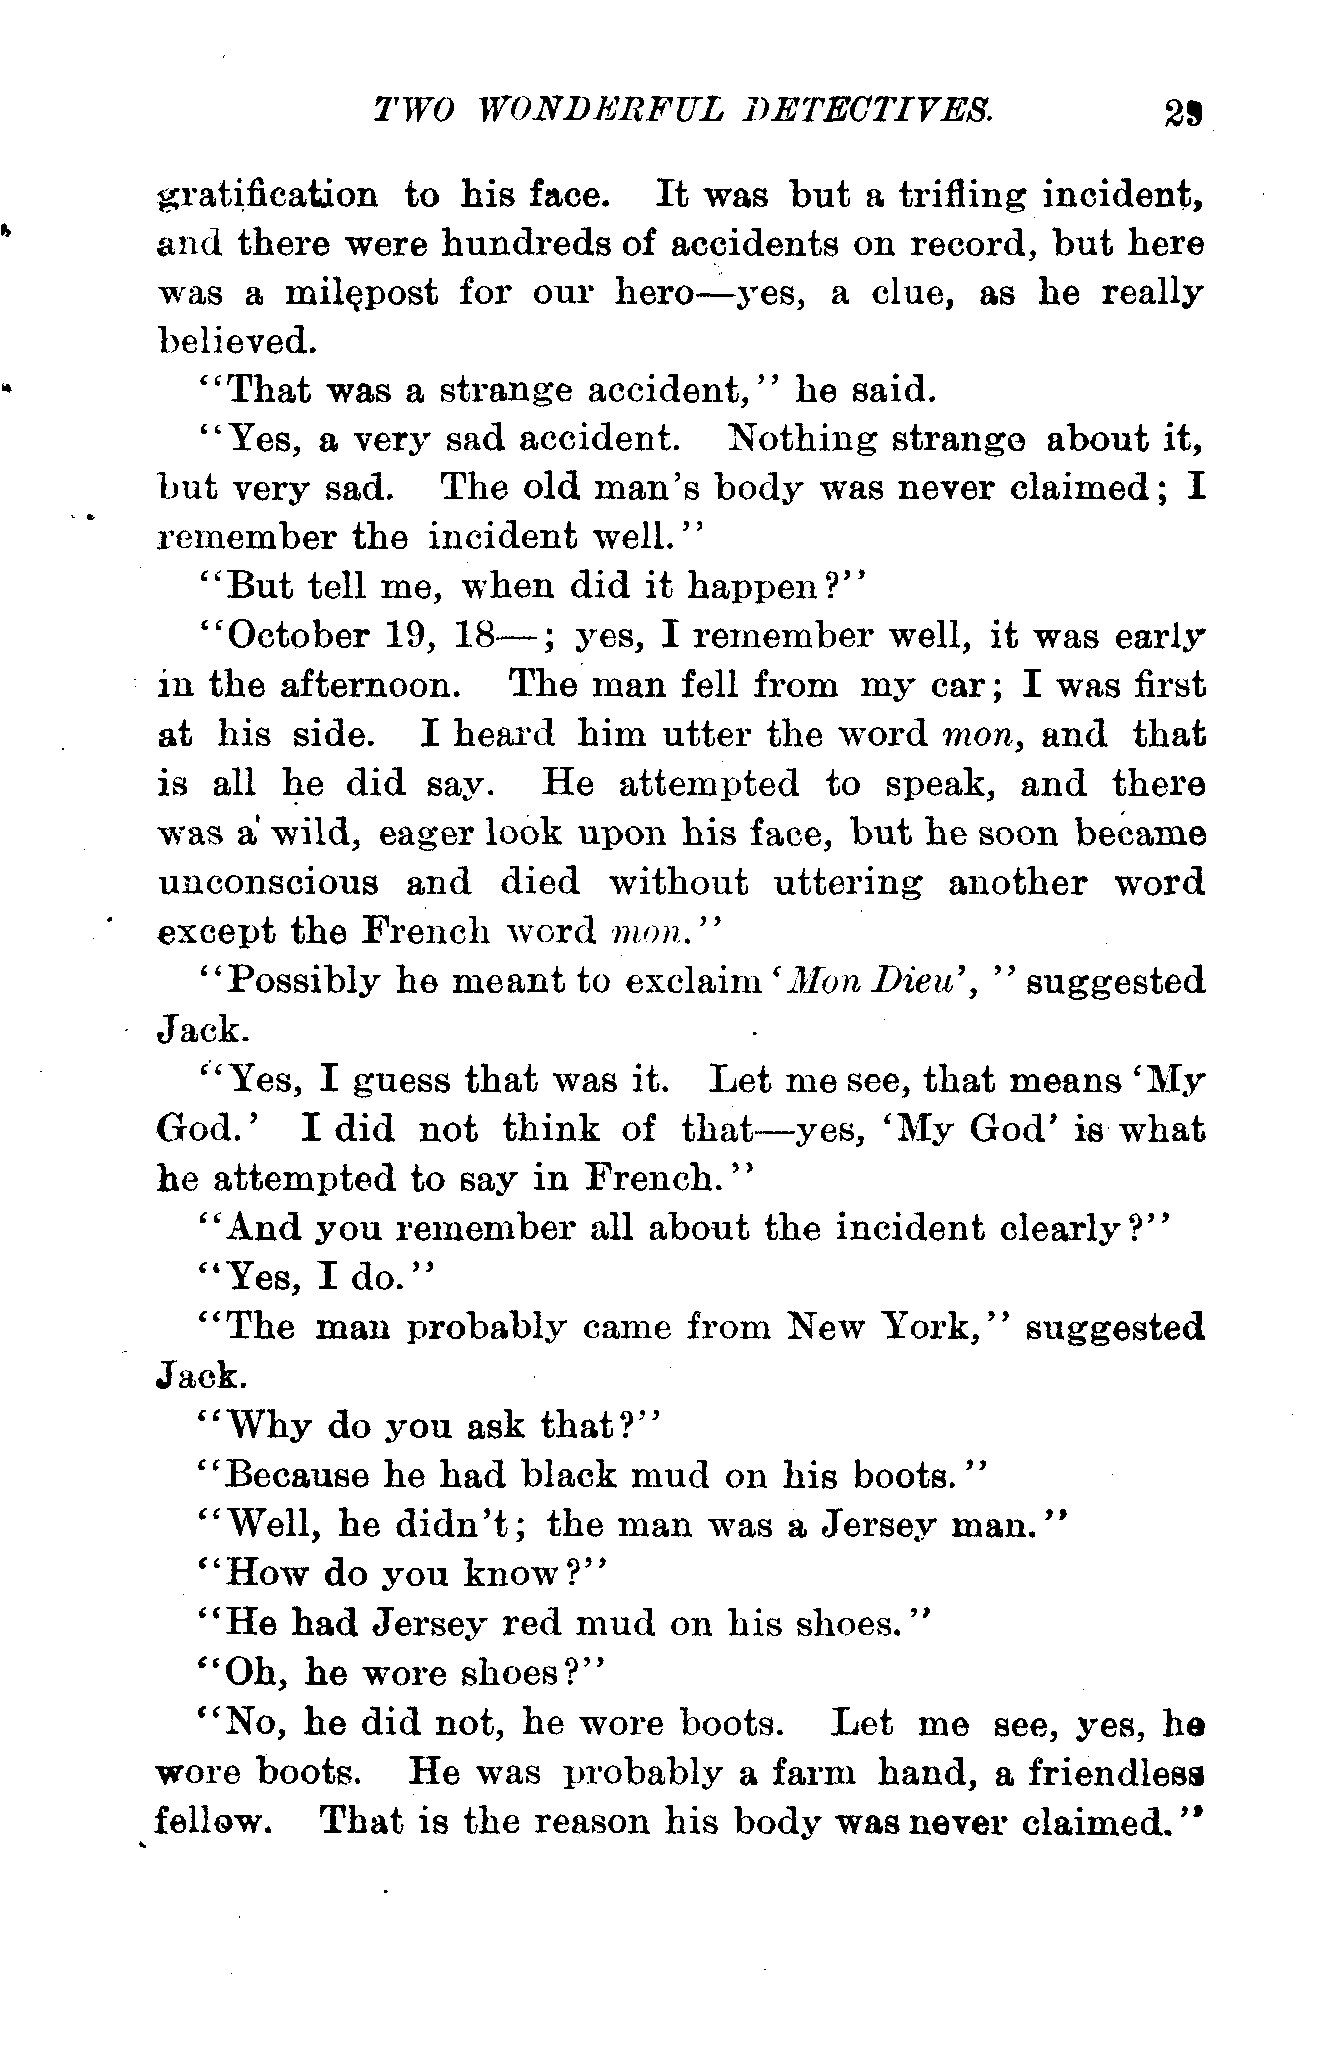 TWO WONDERFUL DETECTIVES. 29
gratification to his face. It was but a trifling incident,
and there were hundreds of accidents on record, but here
was a milepost for our hero—yes, a clue, as he really
believed.
"That was a strange accident," he said.
"Yes, a very sad accident. Nothing strange about it,
but very sad. The old man's body was never claimed; I
remember the incident well."
"But tell me, when did it happen?"
"October 19, 18—; yes, I remember well, it was early
in the afternoon. The man fell from my car; I was first
at his side. I heard him utter the word mon, and that
is all he did say. He attempted to speak, and there
was a wild, eager look upon his face, but he soon became
unconscious and died without uttering another word
except the French word mon."
"Possibly he meant to exclaim 'Mon Dieu', " suggested
Jack.
"Yes, I guess that was it. Let me see, that means 'My
God.' I did not think of that—yes, 'My God' is what
he attempted to say in French."
"And you remember all about the incident clearly?"
"Yes, I do."
"The man probably came from New York," suggested
Jack.
"Why do you ask that?"
"Because he had black mud on his boots."
"Well, he didn't; the man was a Jersey man."
"How do you know?"
"He had Jersey red mud on his shoes."
"Oh, he wore shoes?"
"No, he did not, he wore boots. Let me see, yes, he
wore boots. He was probably a farm hand, a friendless
fellow. That is the reason his body was never claimed."